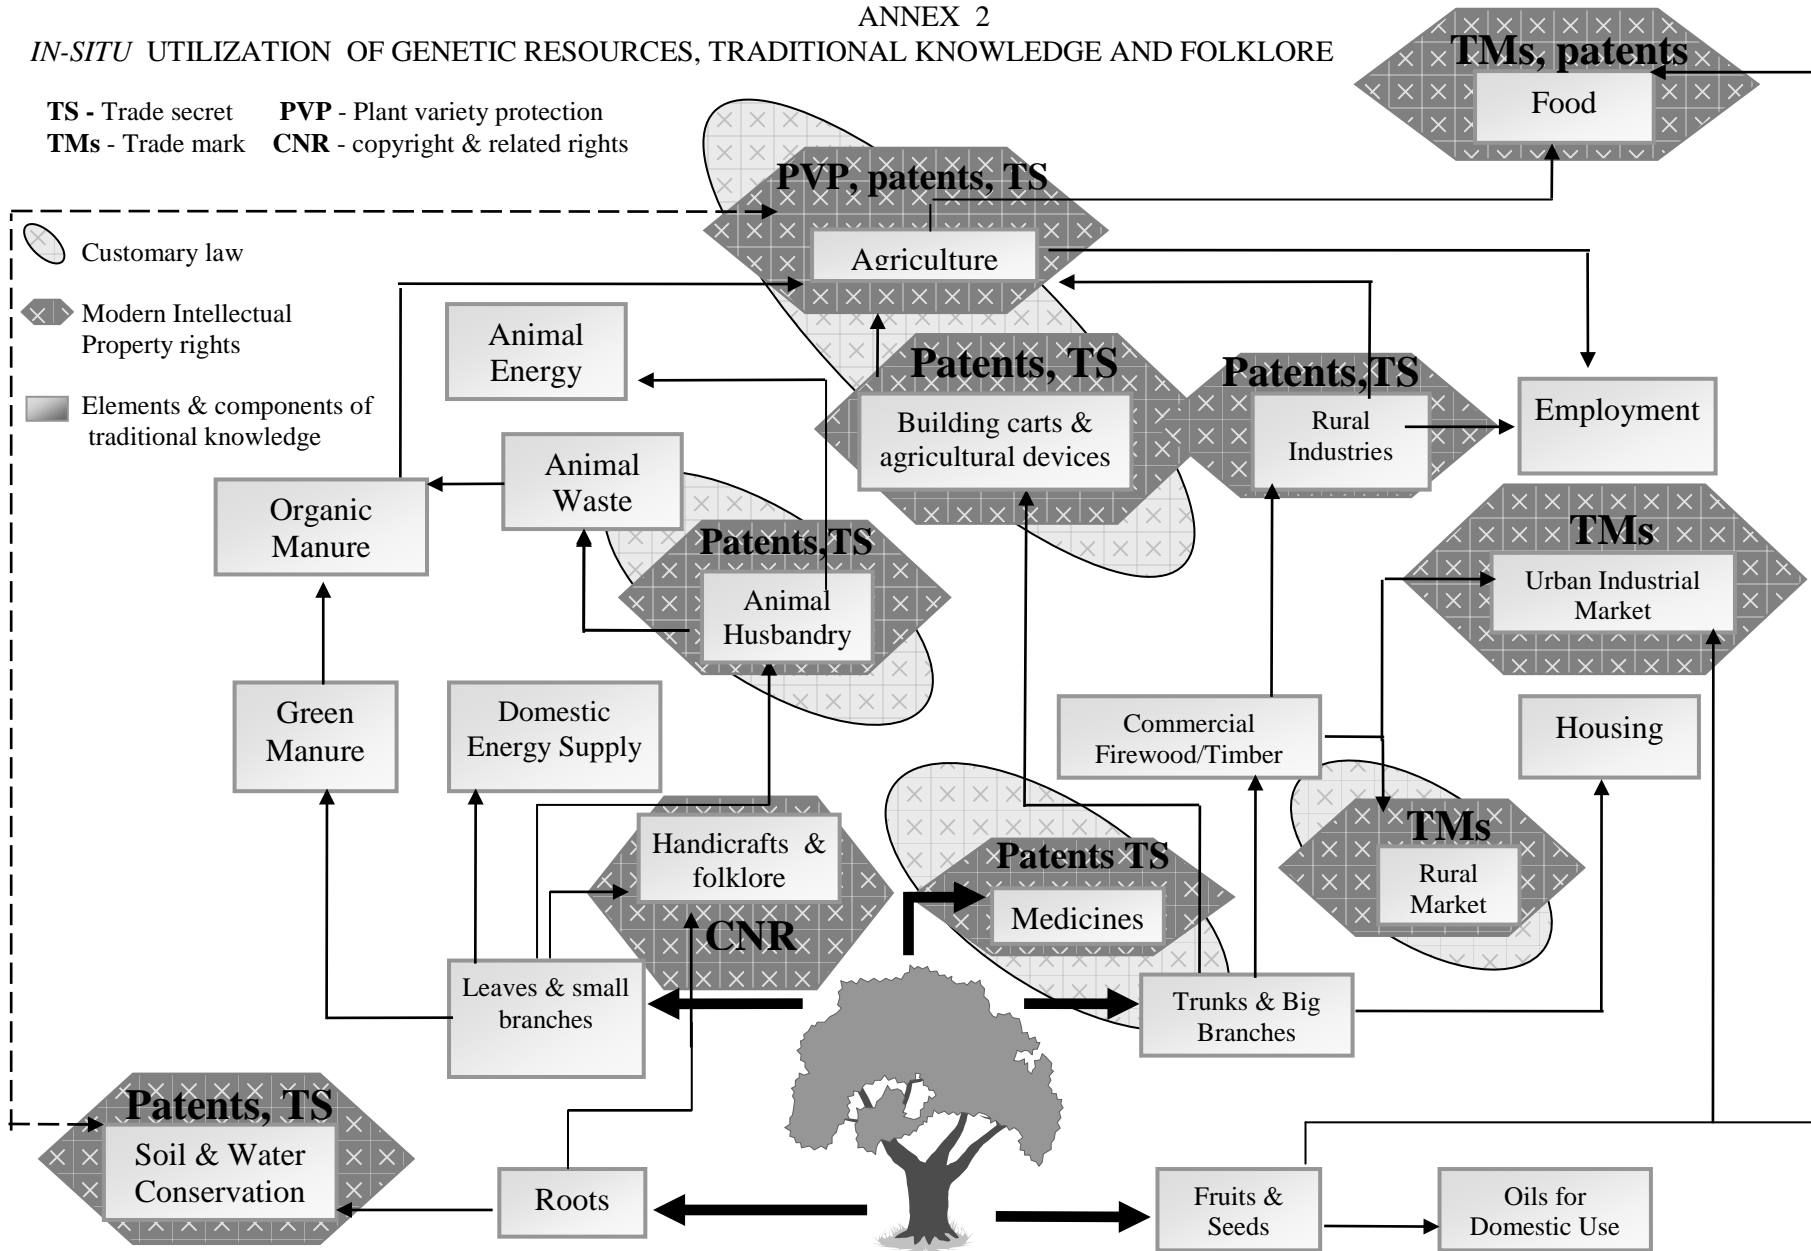 ANNEX 2
IN-SITU UTILIZATION OF GENETIC RESOURCES, TRADITIONAL KNOWLEDGE AND FOLKLORE
TS - Trade secret PVP - Plant variety protection
TMs - Trade mark CNR - copyright & related rights
Customary law
Modern Intellectual
Property rights
Elements & components of
traditional knowledge
TMs, patents
Food
PVP, patents, TS
Agriculture
Animal
Energy
Patents, TS
Building carts &
agricultural devices
Patents,TS
Rural
Industries
Employment
Animal
Waste
Organic
Manure
Patents,TS
Animal
Husbandry
TMs
Urban Industrial
Market
Green
Manure
Domestic
Energy Supply
Commercial
Firewood/Timber
Housing
Handicrafts &
folklore
CNR
Patents TS
Medicines
TMs
Rural
Market
Leaves & small
branches
Trunks & Big
Branches
Patents, TS
Soil & Water
Conservation
Roots
Fruits &
Seeds
Oils for
Domestic Use